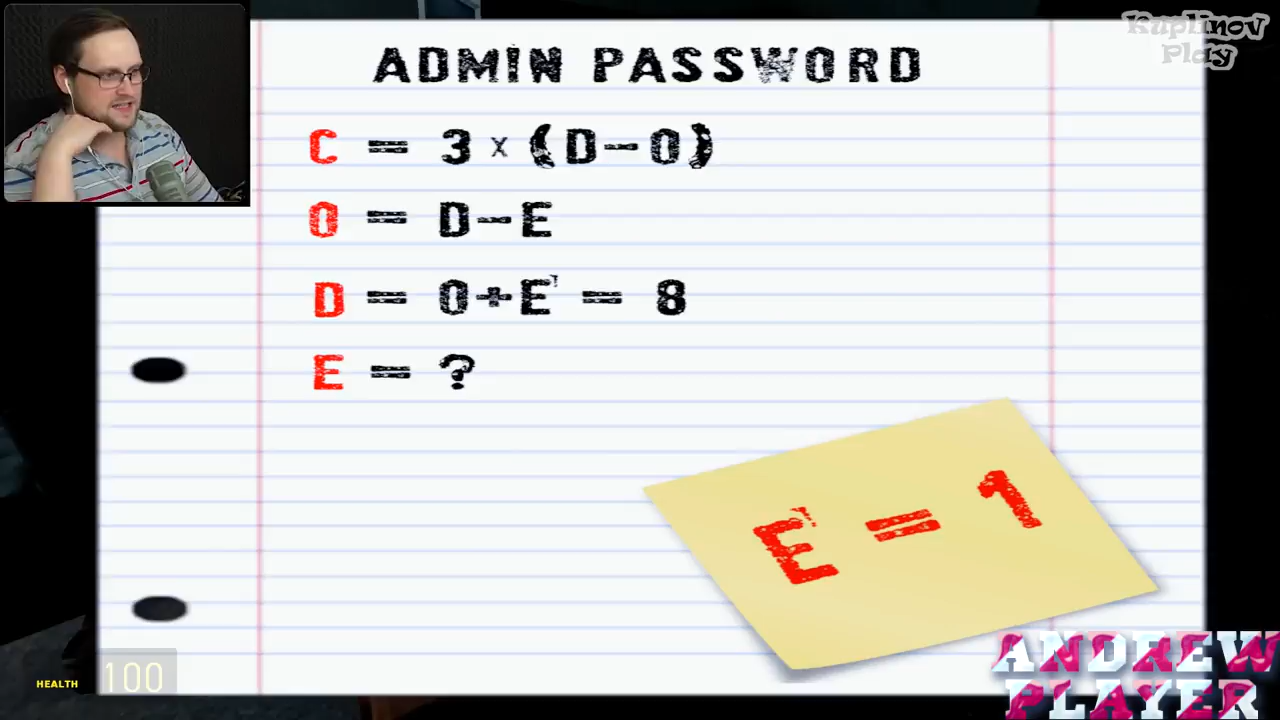 Kuplinov
Play
ADMIN PASSWORD
C = 3 x (D-O)
O = D-E
D = O+E' = 8
E = ?
E' = 1
HEALTH 100
ANDREW
PLAYER